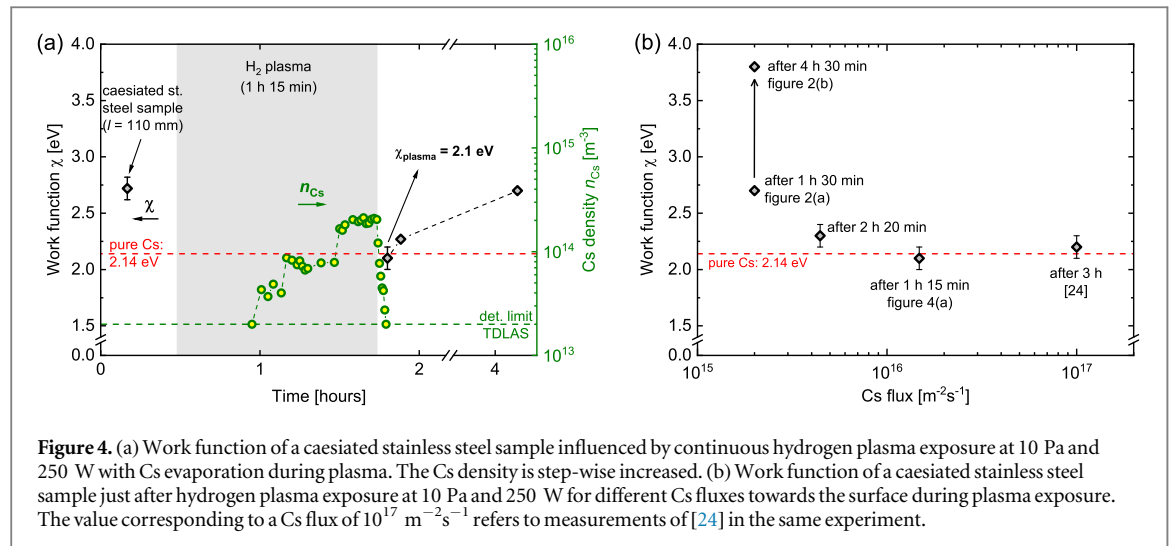 (a)
4.0
3.5
3.0
2.5
2.0
1.5
0.0
Work function χ [eV]
H2 plasma
(1 h 15 min)
caesiated st.
steel sample
(l = 110 mm)
χ
pure Cs:
2.14 eV
nCs
χplasma = 2.1 eV
det. limit
TDLAS
10^16
10^15
10^14
10^13
Cs density nCs [m^-3]
0 1 2 4
Time [hours]
(b)
4.0
3.5
3.0
2.5
2.0
1.5
0.0
Work function χ [eV]
after 4 h 30 min
figure 2(b)
after 1 h 30 min
figure 2(a)
after 2 h 20 min
pure Cs: 2.14 eV
after 1 h 15 min
figure 4(a)
after 3 h
[24]
10^15 10^16 10^17
Cs flux [m^-2s^-1]
Figure 4. (a) Work function of a caesiated stainless steel sample influenced by continuous hydrogen plasma exposure at 10 Pa and
250 W with Cs evaporation during plasma. The Cs density is step-wise increased. (b) Work function of a caesiated stainless steel
sample just after hydrogen plasma exposure at 10 Pa and 250 W for different Cs fluxes towards the surface during plasma exposure.
The value corresponding to a Cs flux of 10^17 m^−2s^−1 refers to measurements of [24] in the same experiment.